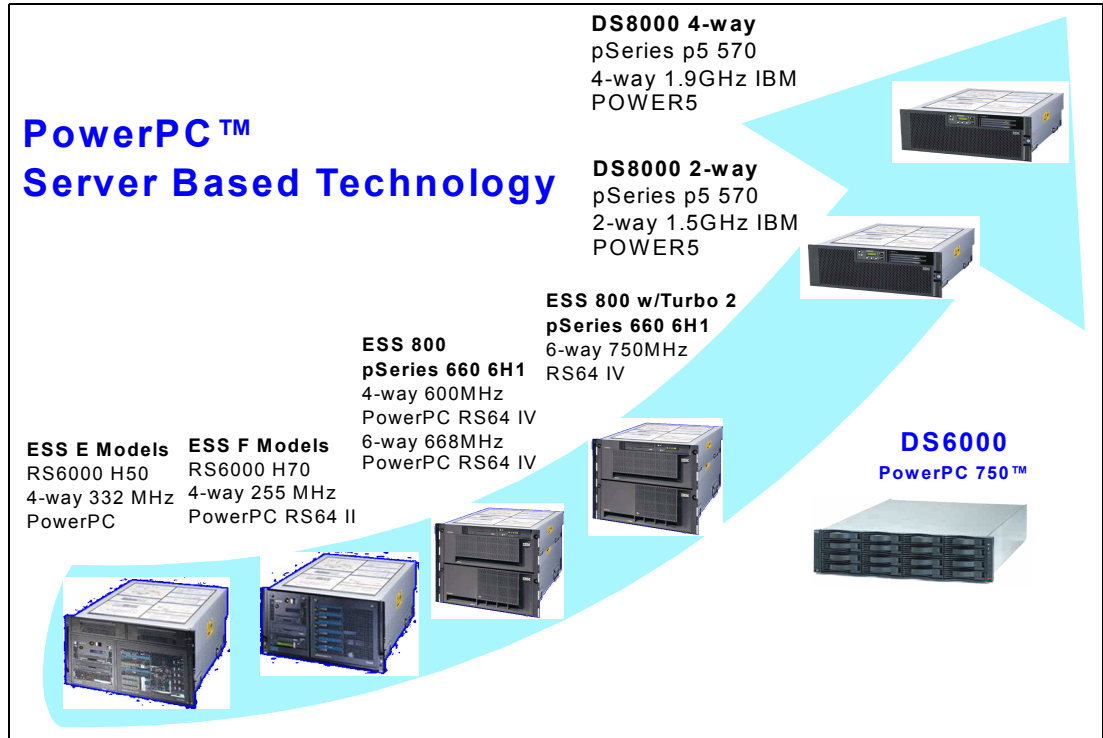 PowerPC™
Server Based Technology
DS8000 4-way
pSeries p5 570
4-way 1.9GHz IBM
POWER5
DS8000 2-way
pSeries p5 570
2-way 1.5GHz IBM
POWER5
ESS 800 w/Turbo 2
pSeries 660 6H1
6-way 750MHz
RS64 IV
ESS 800
pSeries 660 6H1
4-way 600MHz
PowerPC RS64 IV
6-way 668MHz
PowerPC RS64 IV
ESS E Models
RS6000 H50
4-way 332 MHz
PowerPC
ESS F Models
RS6000 H70
4-way 255 MHz
PowerPC RS64 II
DS6000
PowerPC 750™